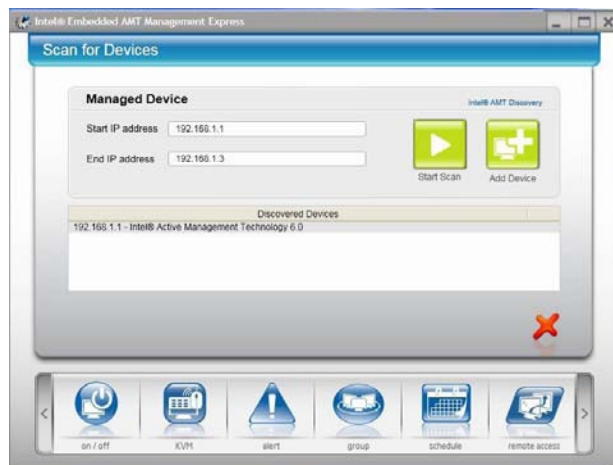 Intel® Embedded AMT Management Express
Scan for Devices
Managed Device
Intel® AMT Discovery
Start IP address 192.168.1.1
End IP address 192.168.1.3
Start Scan Add Device
Discovered Devices
192.168.1.1 - Intel® Active Management Technology 6.0
on / off KVM alert group schedule remote access